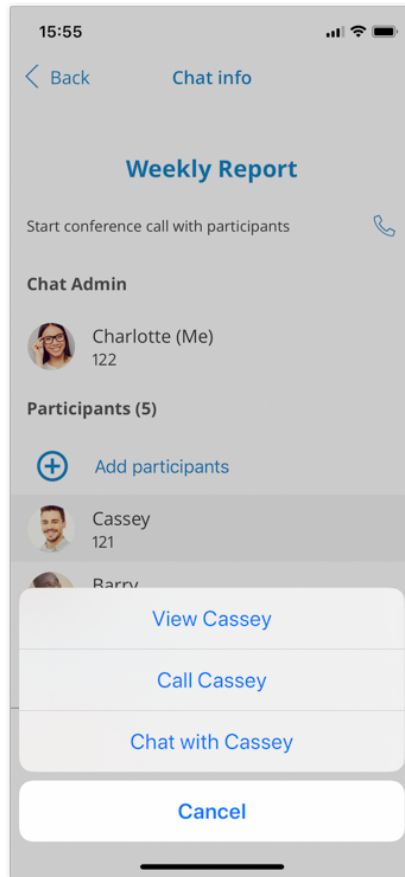 15:55
Back
Chat info
Weekly Report
Start conference call with participants
Chat Admin
Charlotte (Me)
122
Participants (5)
Add participants
Cassey
121
Barry
View Cassey
Call Cassey
Chat with Cassey
Cancel